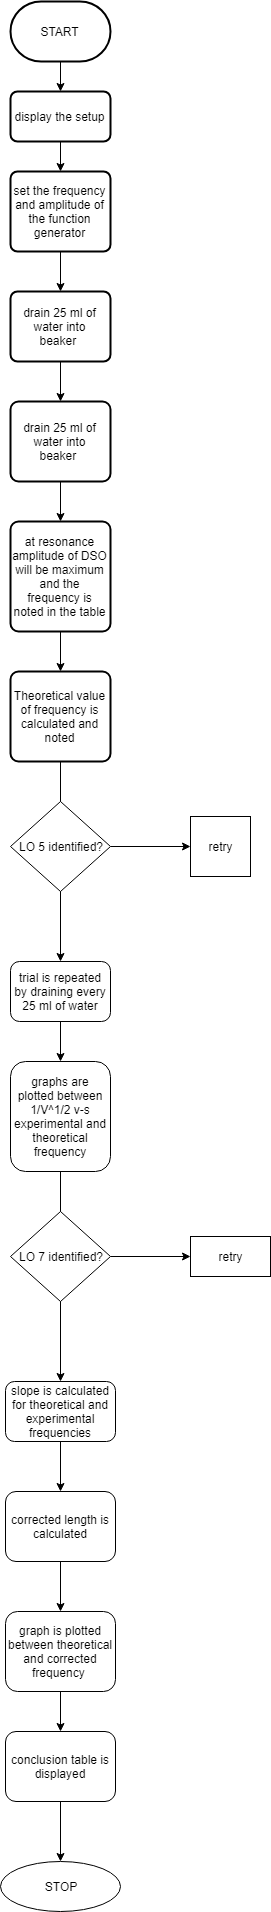 START
display the setup
set the frequency
and amplitude of
the function
generator
drain 25 ml of
water into
beaker
drain 25 ml of
water into
beaker
at resonance
amplitude of DSO
will be maximum
and the
frequency is
noted in the table
Theoretical value
of frequency is
calculated and
noted
LO 5 identified?
retry
trial is repeated
by draining every
25 ml of water
graphs are
plotted between
1/V^1/2 v-s
experimental and
theoretical
frequency
LO 7 identified?
retry
slope is calculated
for theoretical and
experimental
frequencies
corrected length is
calculated
graph is plotted
between theoretical
and corrected
frequency
conclusion table is
displayed
STOP